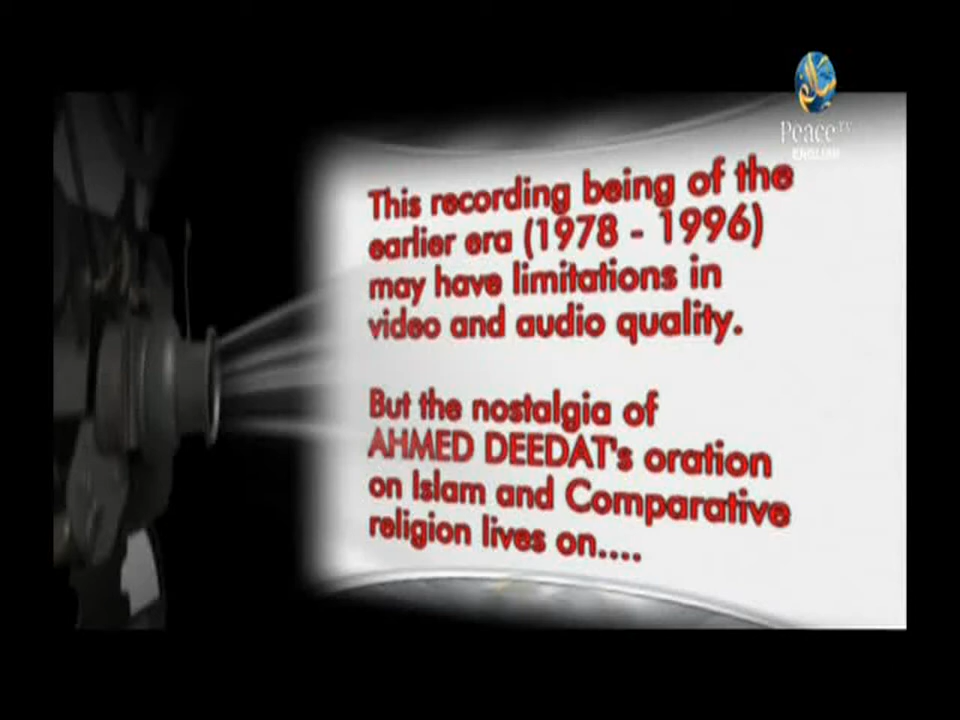 Peace TV
ENGLISH
This recording being of the
earlier era (1978 - 1996)
may have limitations in
video and audio quality.
But the nostalgia of
AHMED DEEDAT's oration
on Islam and Comparative
religion lives on....